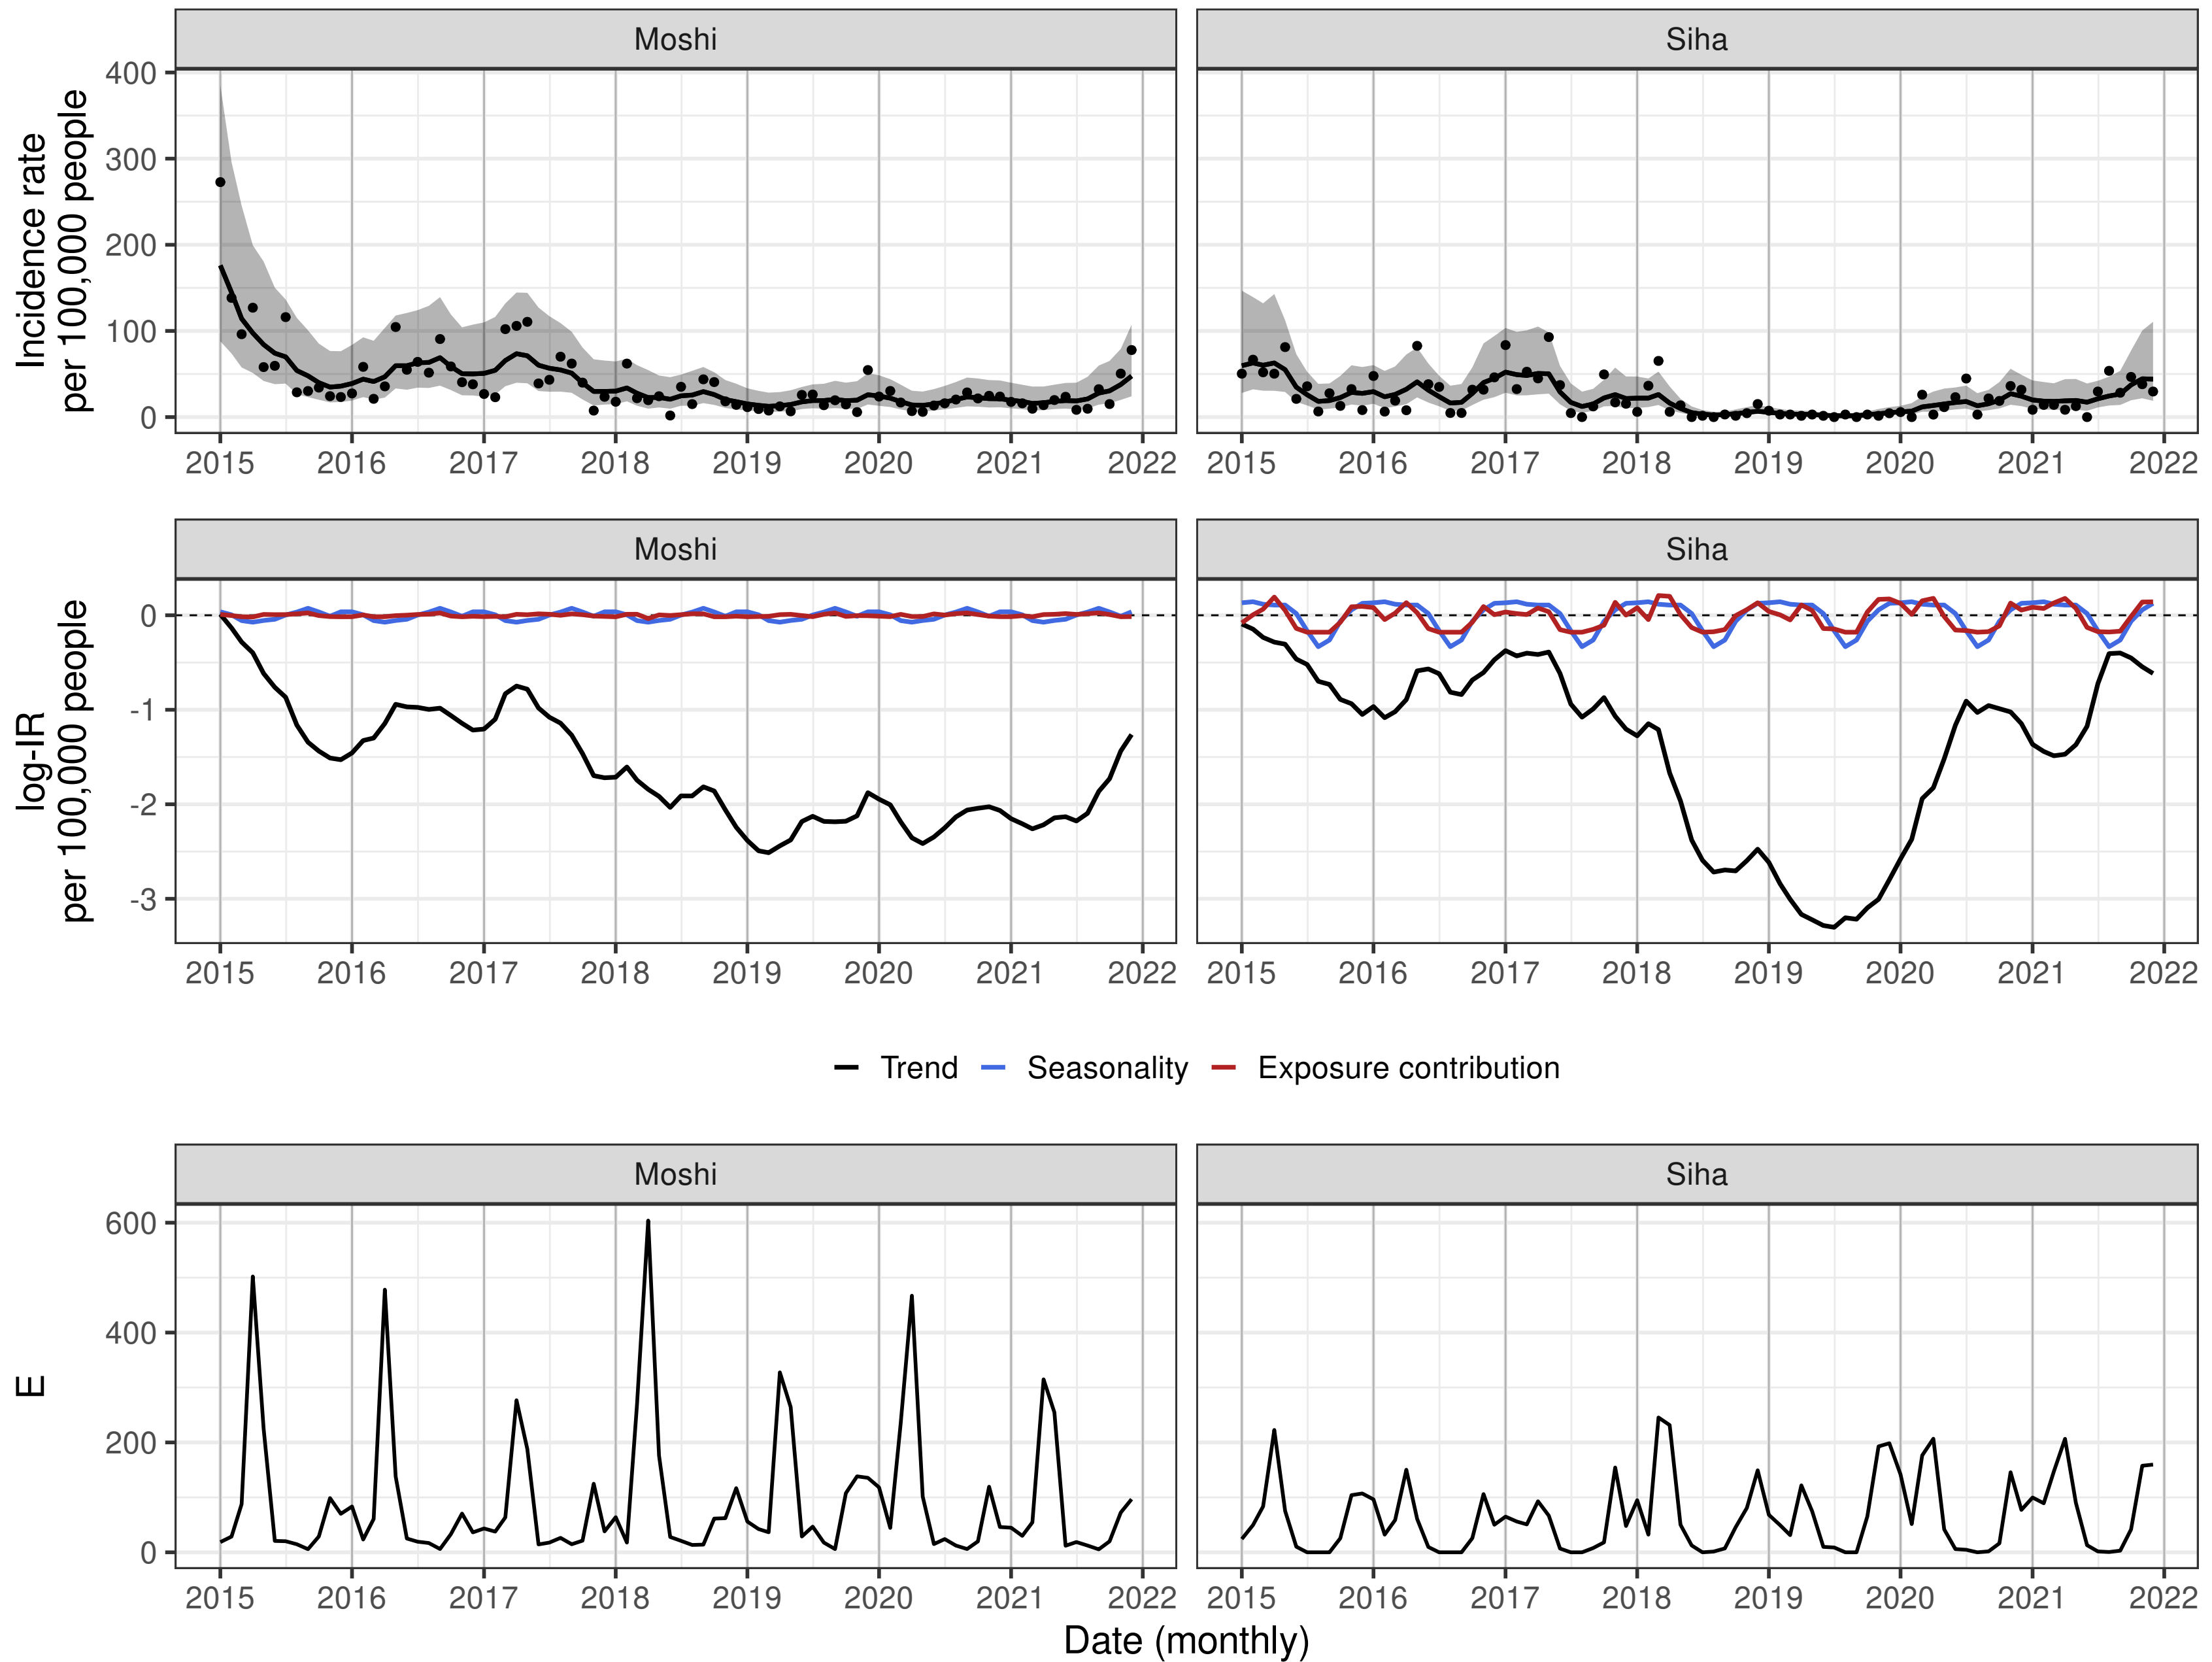 Moshi
Siha
Incidence rate
per 100,000 people
400
300
200
100
0
2015 2016 2017 2018 2019 2020 2021 2022
2015 2016 2017 2018 2019 2020 2021 2022
Moshi
Siha
log-IR
per 100,000 people
0
-1
-2
-3
2015 2016 2017 2018 2019 2020 2021 2022
2015 2016 2017 2018 2019 2020 2021 2022
Trend Seasonality Exposure contribution
Moshi
Siha
E
600
400
200
0
2015 2016 2017 2018 2019 2020 2021 2022
2015 2016 2017 2018 2019 2020 2021 2022
Date (monthly)